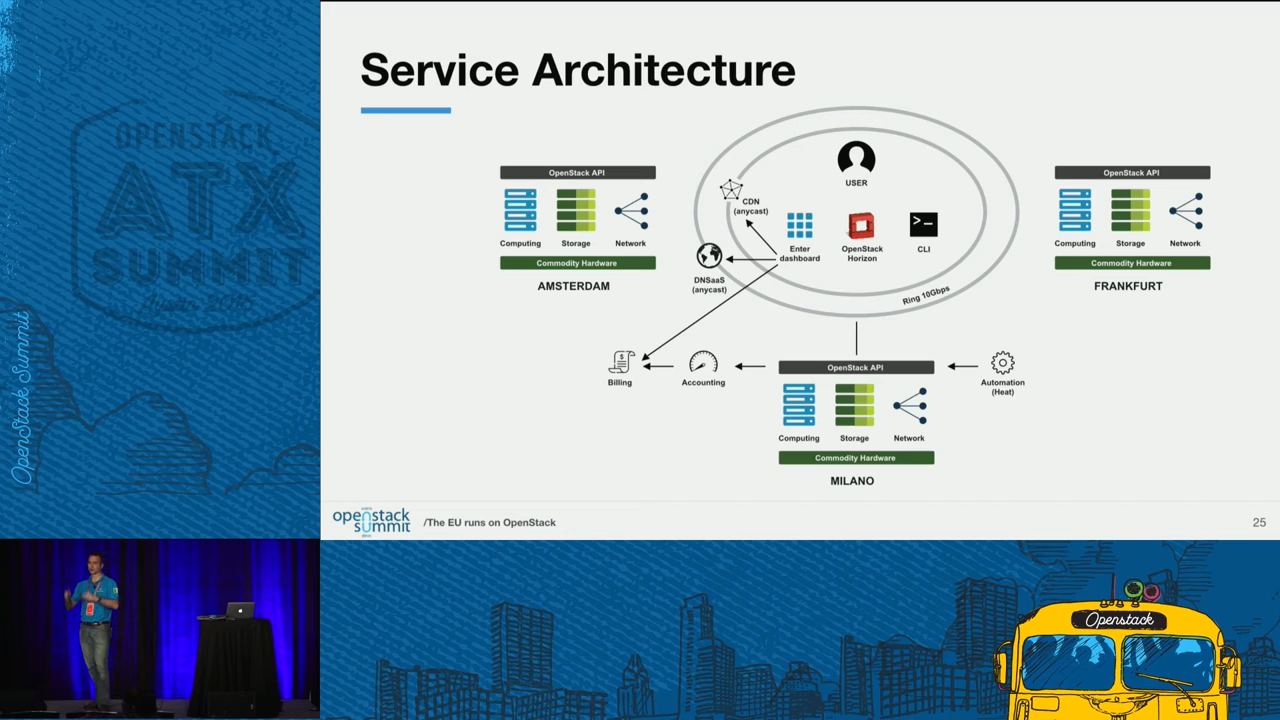 Service Architecture
USER
CDN
(anycast)
Enter
dashboard
OpenStack
Horizon
CLI
DNSaaS
(anycast)
Ring 10Gbps
OpenStack API
Computing
Storage
Network
Commodity Hardware
AMSTERDAM
OpenStack API
Computing
Storage
Network
Commodity Hardware
FRANKFURT
Billing
Accounting
OpenStack API
Automation
(Heat)
Computing
Storage
Network
Commodity Hardware
MILANO
openstack
summit
/The EU runs on OpenStack
25
OPENSTACK
ATX
OpenStack Summit
Openstack